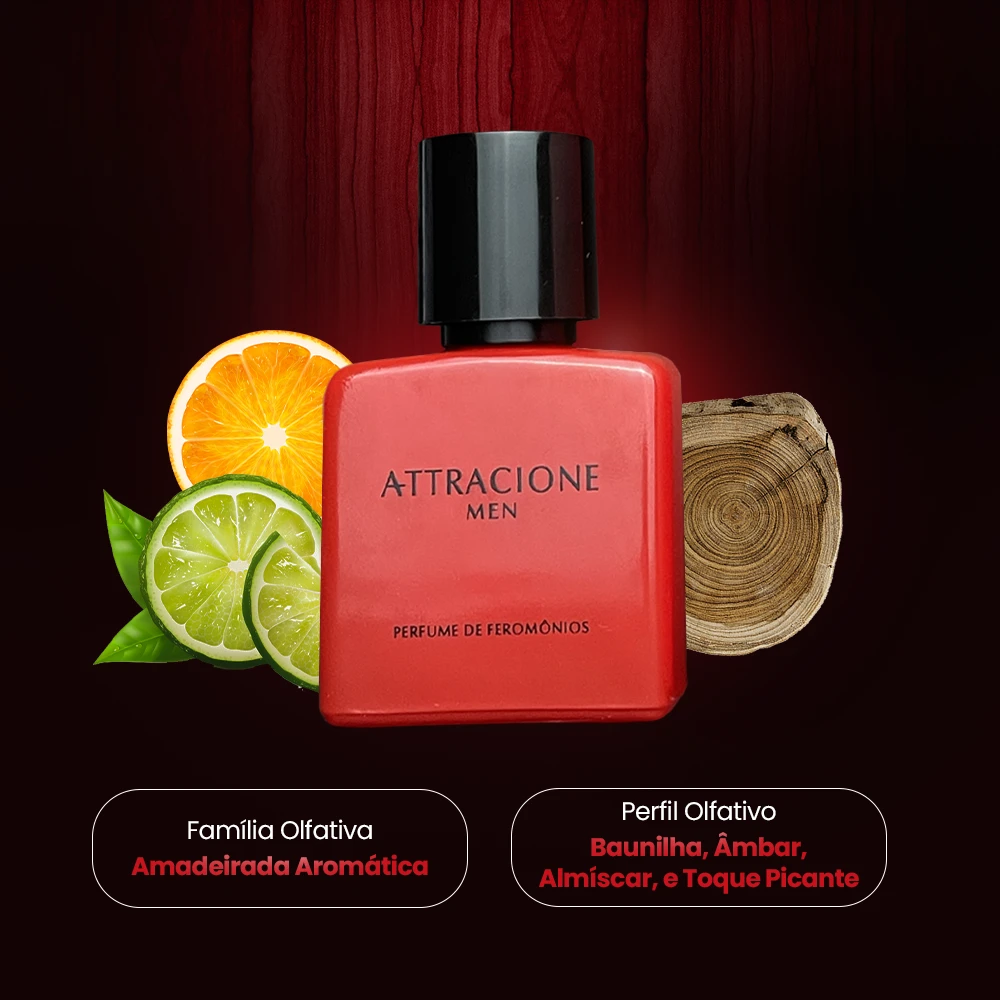 ATTRACIONE
MEN
PERFUME DE FEROMÔNIOS
Família Olfativa
Amadeirada Aromática
Perfil Olfativo
Baunilha, Âmbar,
Almíscar, e Toque Picante